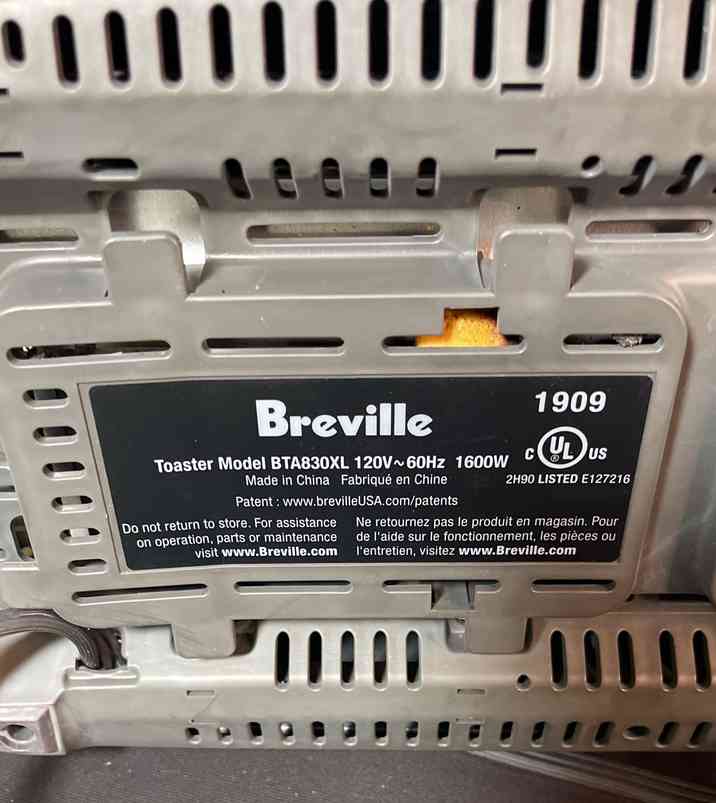 Breville
1909
Toaster Model BTA830XL 120V~60Hz 1600W
Made in China Fabriqué en Chine
c UL ® US
2H90 LISTED E127216
Patent : www.brevilleUSA.com/patents
Do not return to store. For assistance
on operation, parts or maintenance
visit www.Breville.com
Ne retournez pas le produit en magasin. Pour
de l'aide sur le fonctionnement, les pièces ou
l'entretien, visitez www.Breville.com